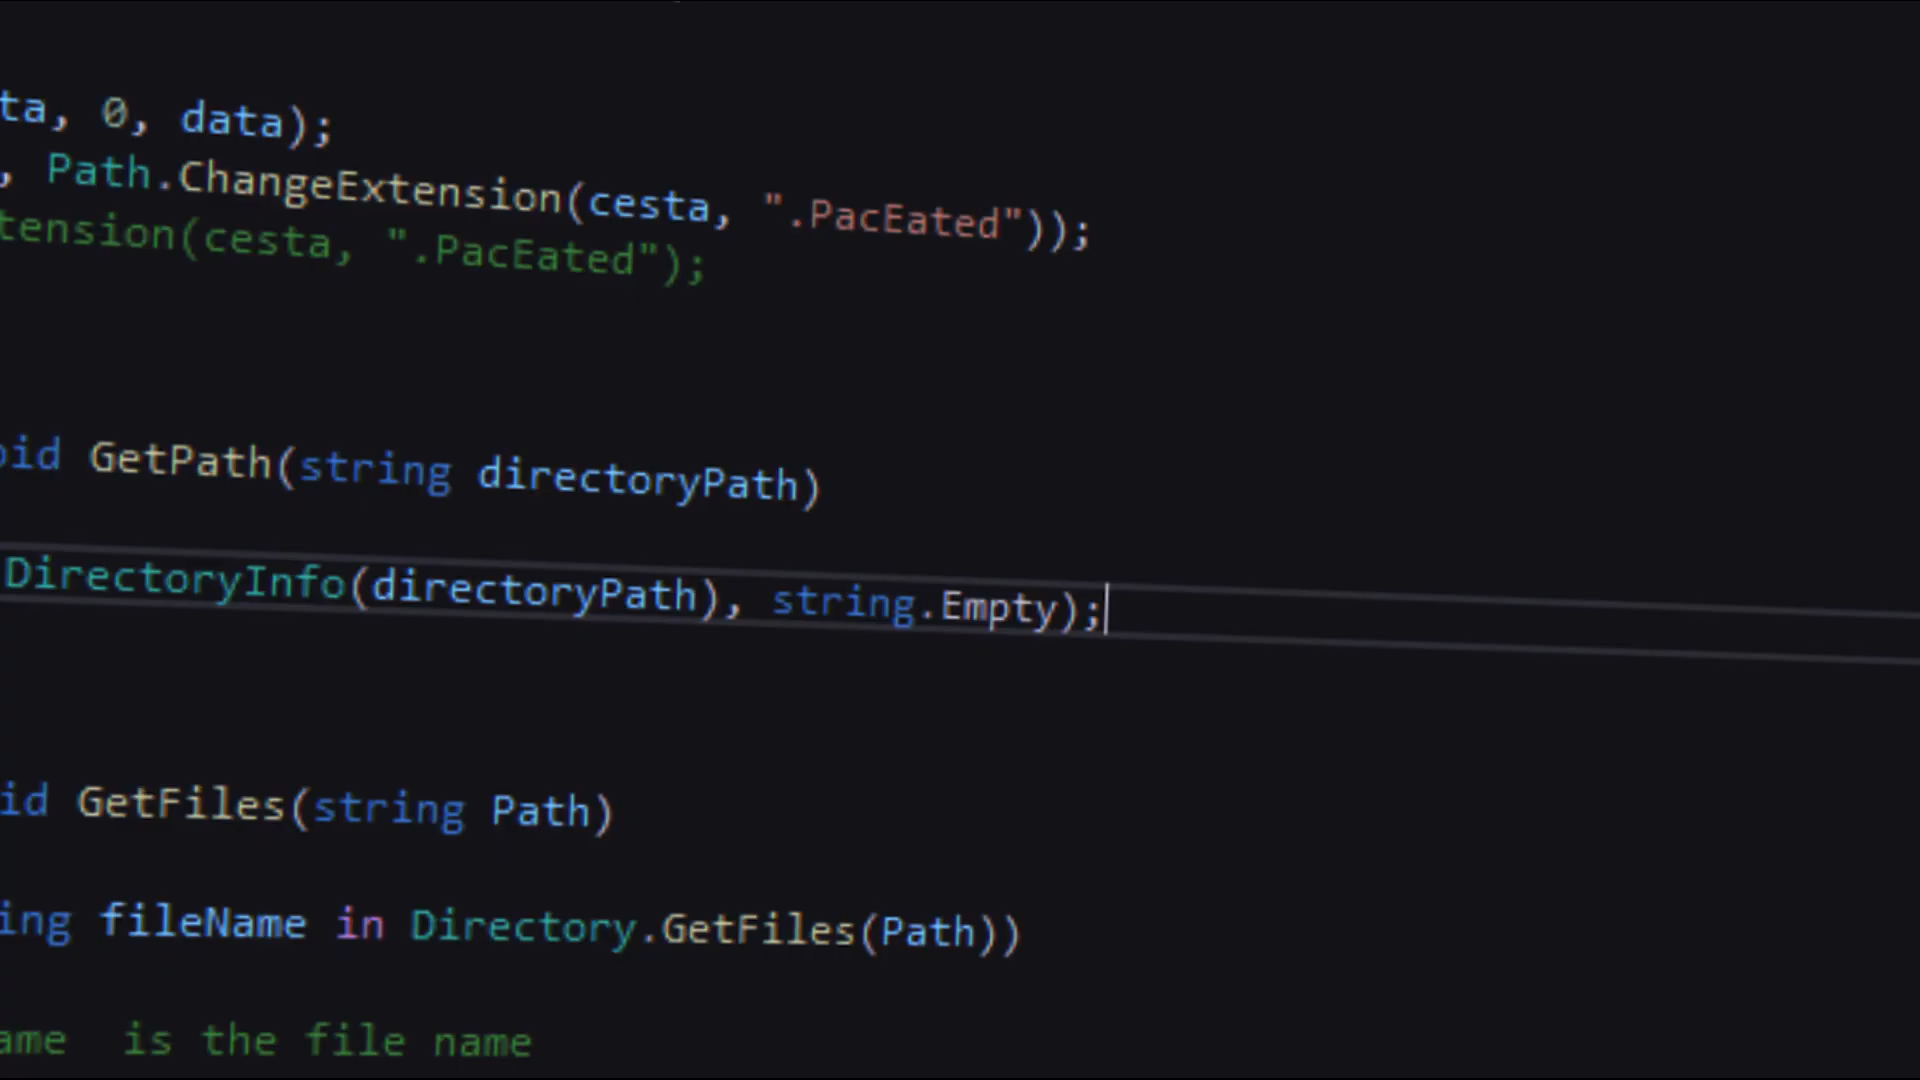 ta, 0, data);
, Path.ChangeExtension(cesta, ".PacEated"));
tension(cesta, ".PacEated");
oid GetPath(string directoryPath)
DirectoryInfo(directoryPath), string.Empty);
id GetFiles(string Path)
ing fileName in Directory.GetFiles(Path))
ame  is the file name